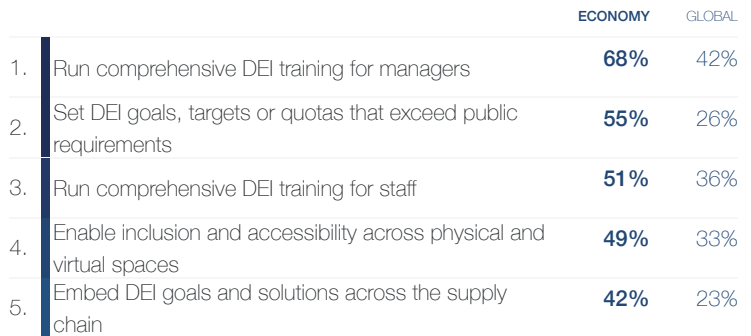 ECONOMY GLOBAL
1. Run comprehensive DEI training for managers 68% 42%
2. Set DEI goals, targets or quotas that exceed public
requirements 55% 26%
3. Run comprehensive DEI training for staff 51% 36%
4. Enable inclusion and accessibility across physical and
virtual spaces 49% 33%
5. Embed DEI goals and solutions across the supply
chain 42% 23%